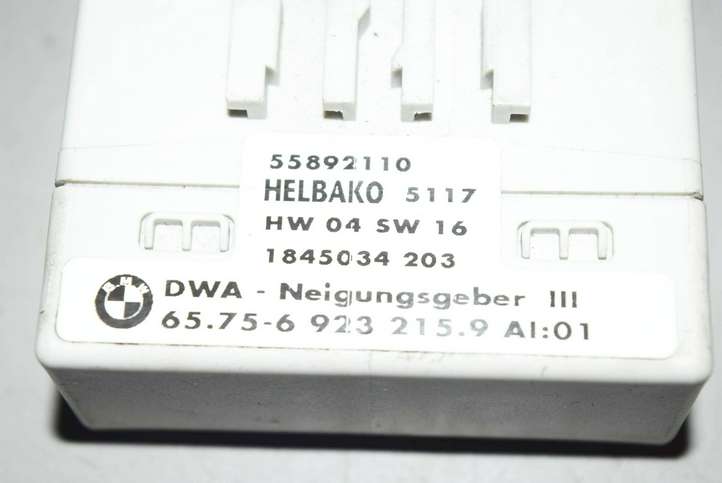 55892110
HELBAKO 5117
HW 04 SW 16
1845034 203
BMW DWA - Neigungsgeber III
65.75-6 923 215.9 AI:01